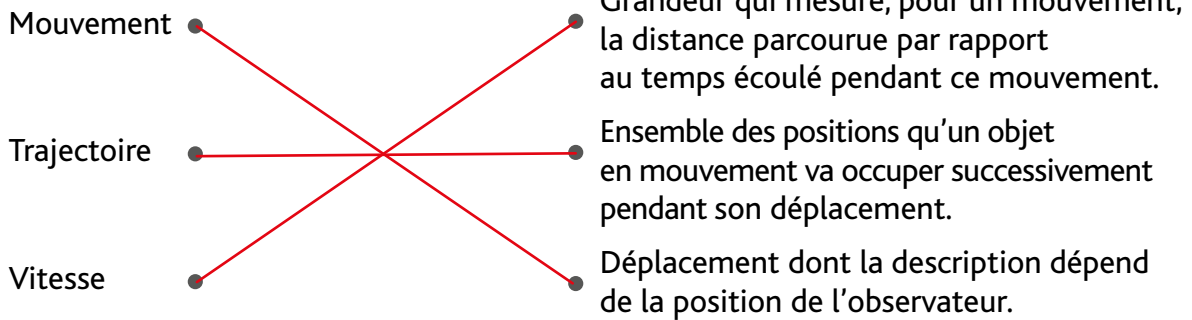 Mouvement
Trajectoire
Vitesse
Grandeur qui mesure, pour un mouvement,
la distance parcourue par rapport
au temps écoulé pendant ce mouvement.
Ensemble des positions qu'un objet
en mouvement va occuper successivement
pendant son déplacement.
Déplacement dont la description dépend
de la position de l'observateur.